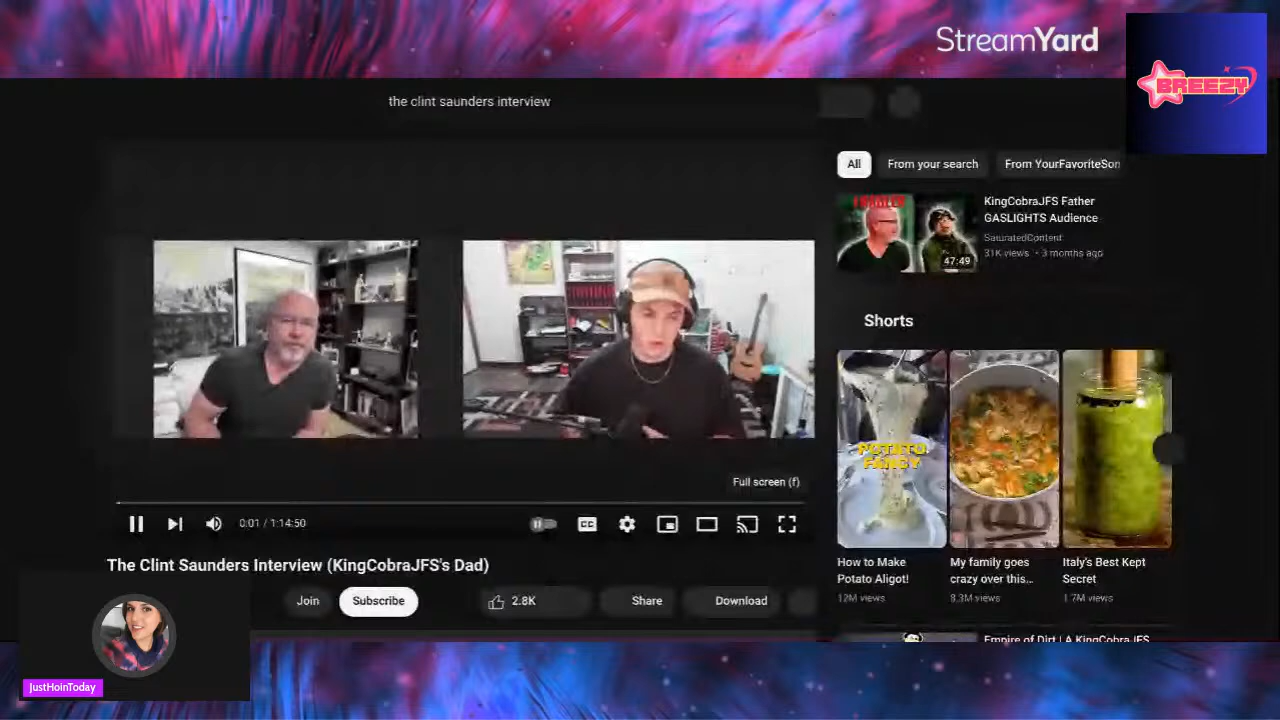 StreamYard
BREEZY
the clint saunders interview
All
From your search
From YourFavoriteSon
KingCobraJFS Father
GASLIGHTS Audience
SaturatedContent
31K views • 3 months ago
47:49
Shorts
POTATO
FANCY
Full screen (f)
0:01 / 1:14:50
CC
How to Make
Potato Aligot!
12M views
My family goes
crazy over this...
8.3M views
Italy's Best Kept
Secret
1.7M views
The Clint Saunders Interview (KingCobraJFS's Dad)
Join
Subscribe
2.8K
Share
Download
Empire of Dirt | A KingCobraJFS
JustHoinToday